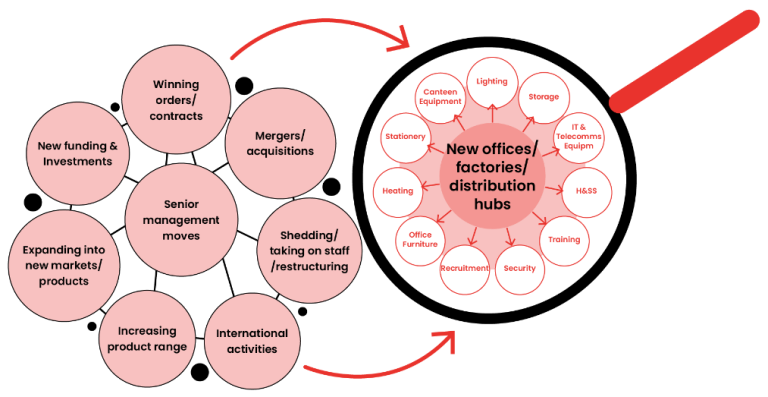 Winning
orders/
contracts
New funding &
Investments
Mergers/
acquisitions
Senior
management
moves
Expanding into
new markets/
products
Shedding/
taking on staff
/restructuring
Increasing
product range
International
activities
Lighting
Canteen
Equipment
Storage
Stationery
IT &
Telecomms
Equipm
New offices/
factories/
distribution
hubs
Heating
H&SS
Office
Furniture
Training
Recruitment
Security